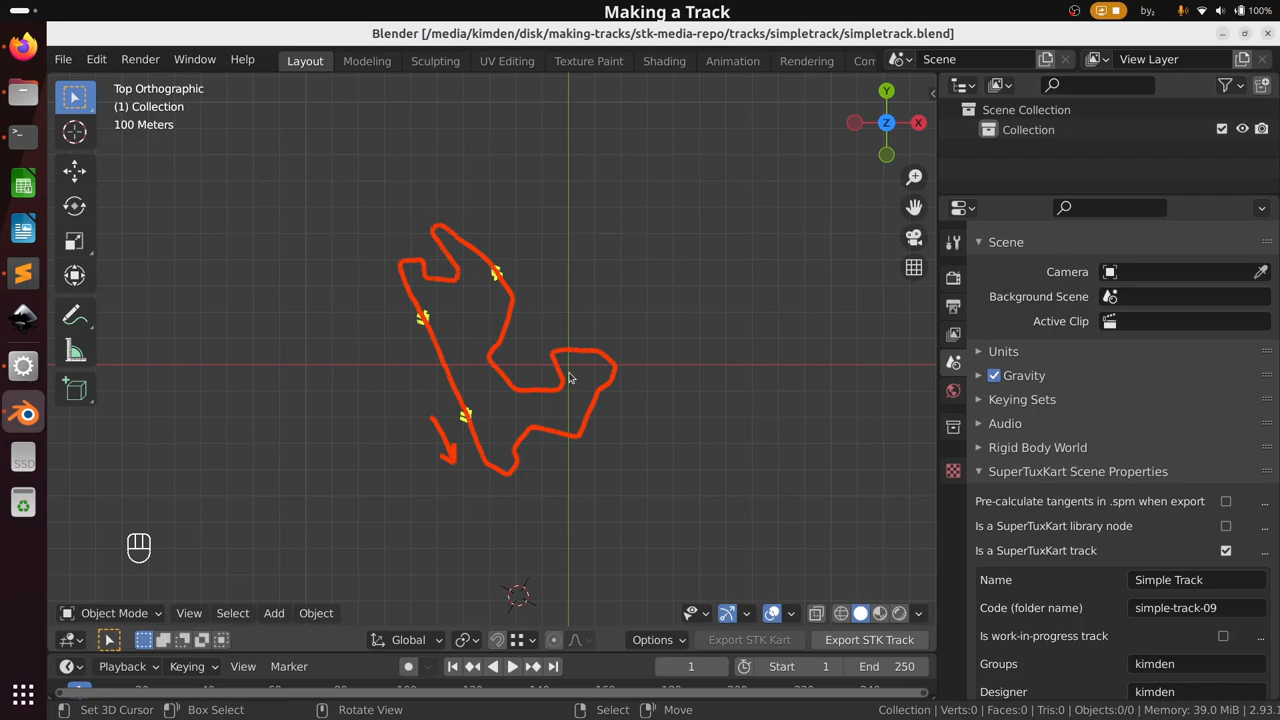 Making a Track
by₂
100%
Blender [/media/kimden/disk/making-tracks/stk-media-repo/tracks/simpletrack/simpletrack.blend]
File Edit Render Window Help Layout Modeling Sculpting UV Editing Texture Paint Shading Animation Rendering Com Scene View Layer
Top Orthographic
(1) Collection
100 Meters
Y
Z X
Scene Collection
Collection
Scene
Camera
Background Scene
Active Clip
Units
Gravity
Keying Sets
Audio
Rigid Body World
SuperTuxKart Scene Properties
Pre-calculate tangents in .spm when export ...
Is a SuperTuxKart library node ...
Is a SuperTuxKart track ...
Name Simple Track
Code (folder name) simple-track-09
Is work-in-progress track ...
Groups kimden
Designer kimden
SSD
Object Mode View Select Add Object
Global Options Export STK Kart Export STK Track
Playback Keying View Marker 1 Start 1 End 250
Set 3D Cursor Box Select Rotate View Select Move Collection | Verts:0 | Faces:0 | Tris:0 | Objects:0/0 | Memory: 39.0 MiB | 2.93.1